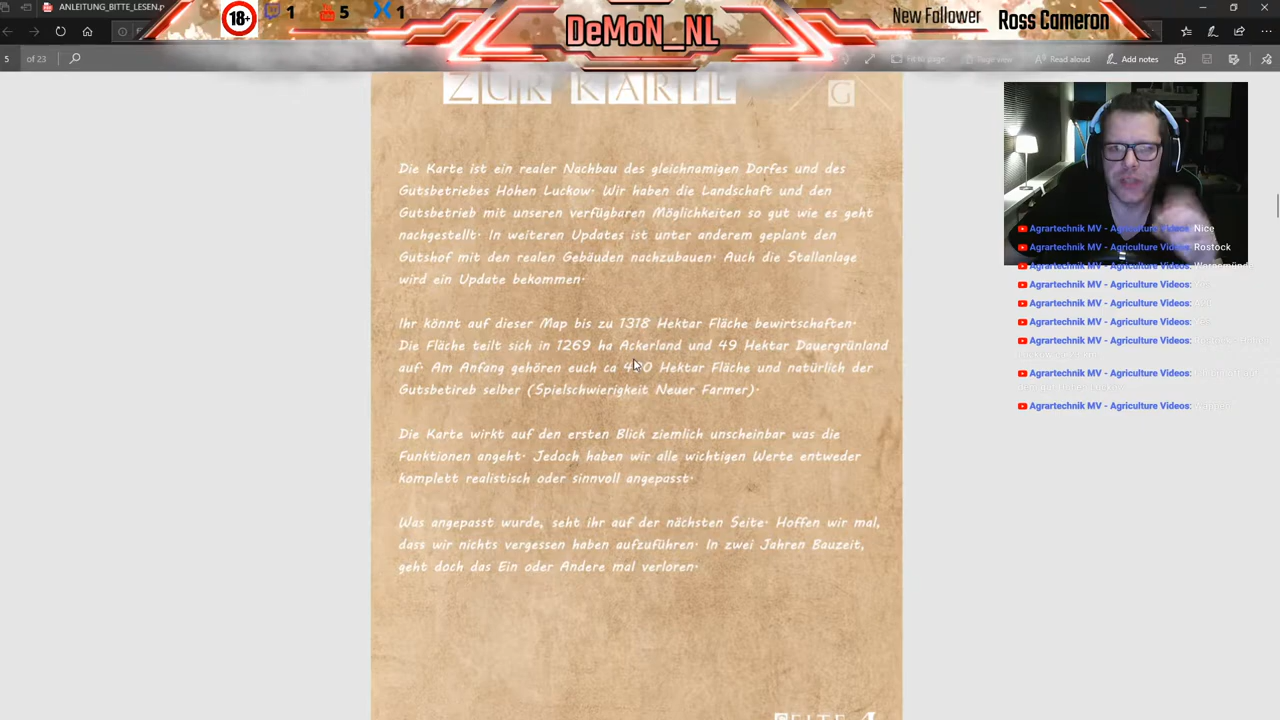 ANLEITUNG_BITTE_LESEN.p
18+
1
5
1
DeMoN_NL
New Follower
Ross Cameron
5
of 23
Read aloud
Add notes
ZUR KARTE
G
Die Karte ist ein realer Nachbau des gleichnamigen Dorfes und des
Gutsbetriebes Hohen Luckow. Wir haben die Landschaft und den
Gutsbetrieb mit unseren verfügbaren Möglichkeiten so gut wie es geht
nachgestellt. In weiteren Updates ist unter anderem geplant den
Gutshof mit den realen Gebäuden nachzubauen. Auch die Stallanlage
wird ein Update bekommen.
Ihr könnt auf dieser Map bis zu 1318 Hektar Fläche bewirtschaften.
Die Fläche teilt sich in 1269 ha Ackerland und 49 Hektar Dauergrünland
auf. Am Anfang gehören euch ca Hektar Fläche und natürlich der
Gutsbetireb selber (Spielschwierigkeit Neuer Farmer).
Die Karte wirkt auf den ersten Blick ziemlich unscheinbar was die
Funktionen angeht. Jedoch haben wir alle wichtigen Werte entweder
komplett realistisch oder sinnvoll angepasst.
Was angepasst wurde, seht ihr auf der nächsten Seite. Hoffen wir mal,
dass wir nichts vergessen haben aufzuführen. In zwei Jahren Bauzeit,
geht doch das Ein oder Andere mal verloren.
SEITE 4
Agrartechnik MV - Agriculture Videos: Nice
Agrartechnik MV - Agriculture Videos: Rostock
Agrartechnik MV - Agriculture Videos:
Agrartechnik MV - Agriculture Videos:
Agrartechnik MV - Agriculture Videos:
Agrartechnik MV - Agriculture Videos:
Agrartechnik MV - Agriculture Videos:
Agrartechnik MV - Agriculture Videos:
Agrartechnik MV - Agriculture Videos: